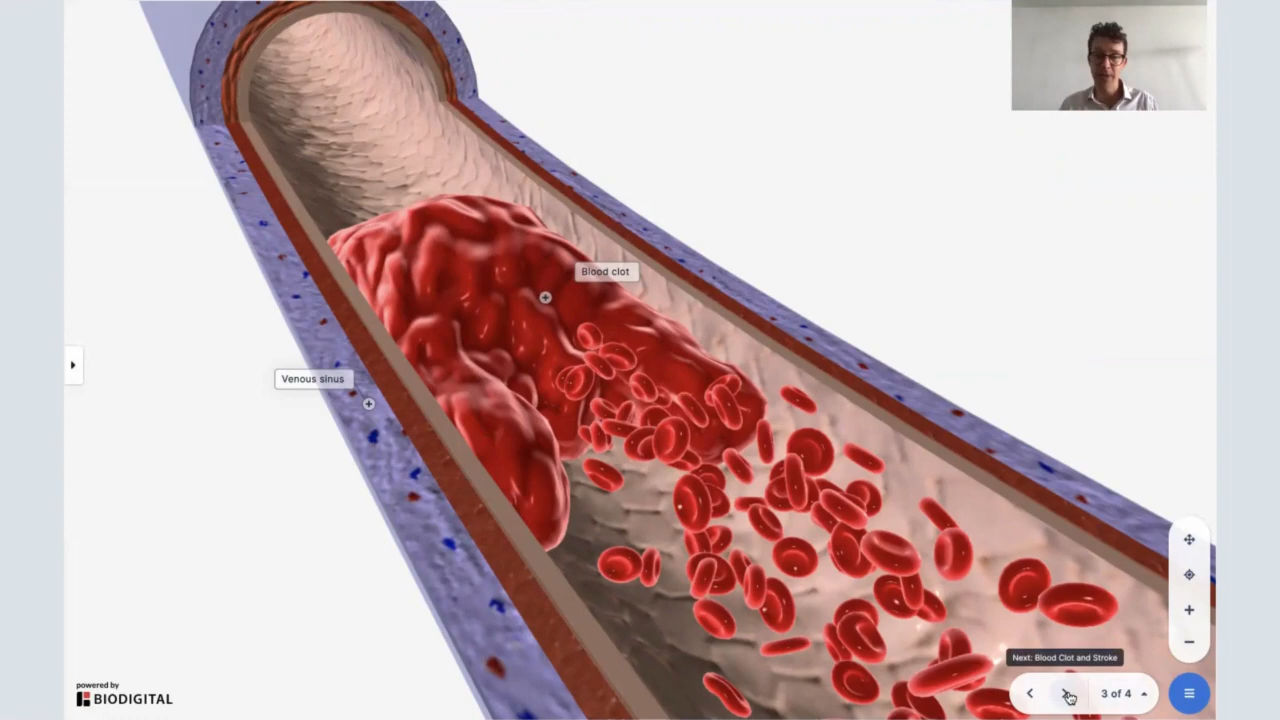 Blood clot
Venous sinus
Next: Blood Clot and Stroke
3 of 4
powered by
BIODIGITAL